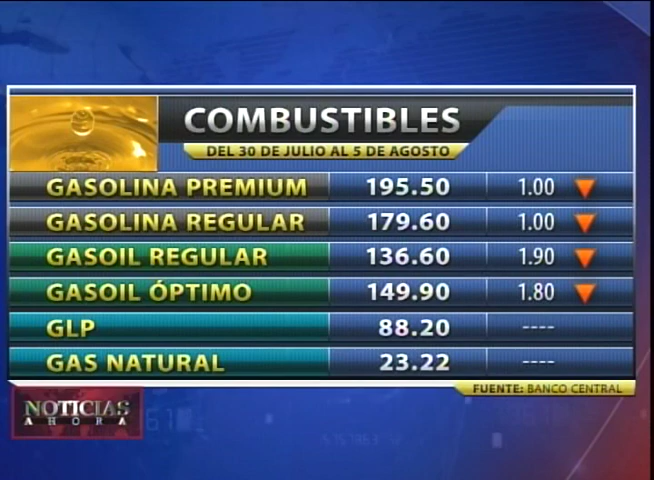 COMBUSTIBLES
DEL 30 DE JULIO AL 5 DE AGOSTO
GASOLINA PREMIUM 195.50 1.00
GASOLINA REGULAR 179.60 1.00
GASOIL REGULAR 136.60 1.90
GASOIL ÓPTIMO 149.90 1.80
GLP 88.20 ----
GAS NATURAL 23.22 ----
FUENTE: BANCO CENTRAL
NOTICIAS
AHORA